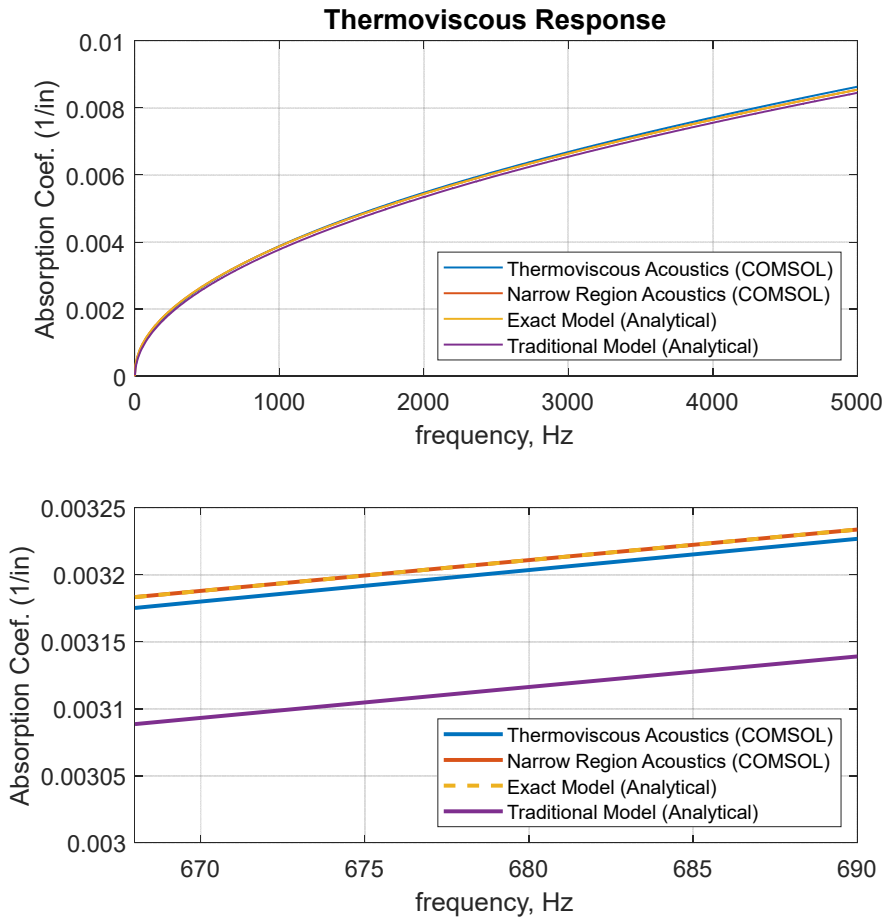 Thermoviscous Response
0.01
0.008
0.006
0.004
0.002
0
Absorption Coef. (1/in)
Thermoviscous Acoustics (COMSOL)
Narrow Region Acoustics (COMSOL)
Exact Model (Analytical)
Traditional Model (Analytical)
0 1000 2000 3000 4000 5000
frequency, Hz
0.00325
0.0032
0.00315
0.0031
0.00305
0.003
Absorption Coef. (1/in)
Thermoviscous Acoustics (COMSOL)
Narrow Region Acoustics (COMSOL)
Exact Model (Analytical)
Traditional Model (Analytical)
670 675 680 685 690
frequency, Hz